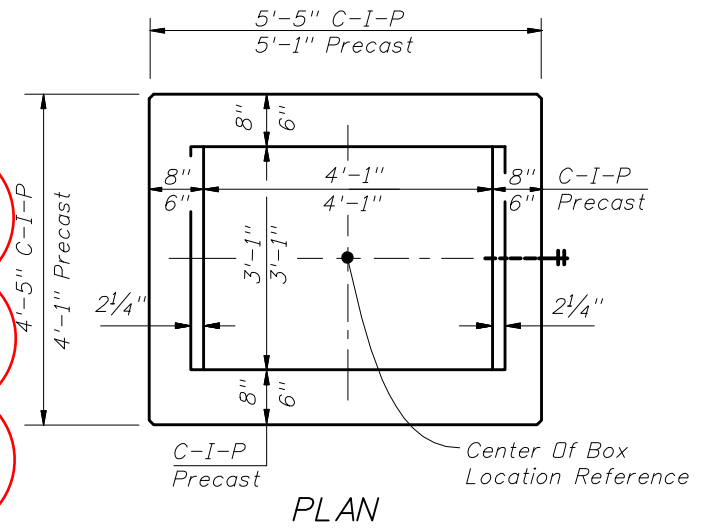 5'-5" C-I-P
5'-1" Precast
8"
6"
8"
6"
4'-1"
4'-1"
8"
6"
C-I-P
Precast
4'-5" C-I-P
4'-1" Precast
3'-1"
3'-1"
2¼"
2¼"
8"
6"
C-I-P
Precast
Center Of Box
Location Reference
PLAN